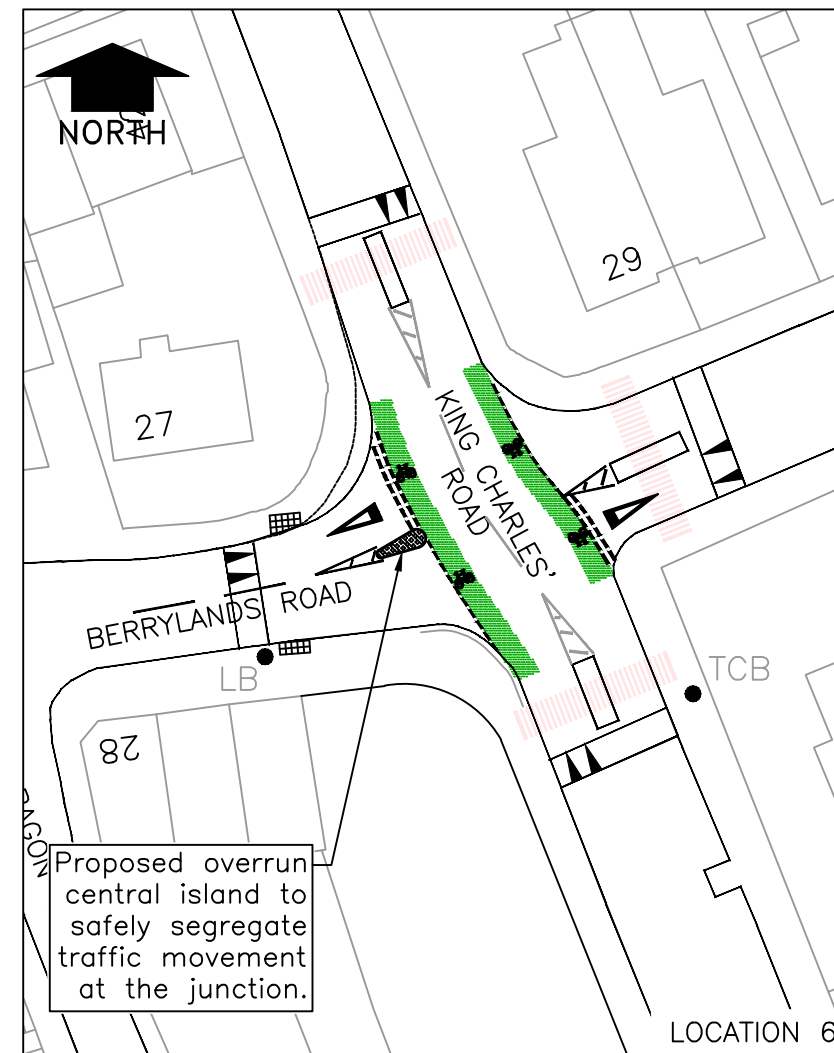 NORTH
29
27
KING CHARLES'
ROAD
BERRYLANDS ROAD
LB
TCB
28
Proposed overrun
central island to
safely segregate
traffic movement
at the junction.
LOCATION 6